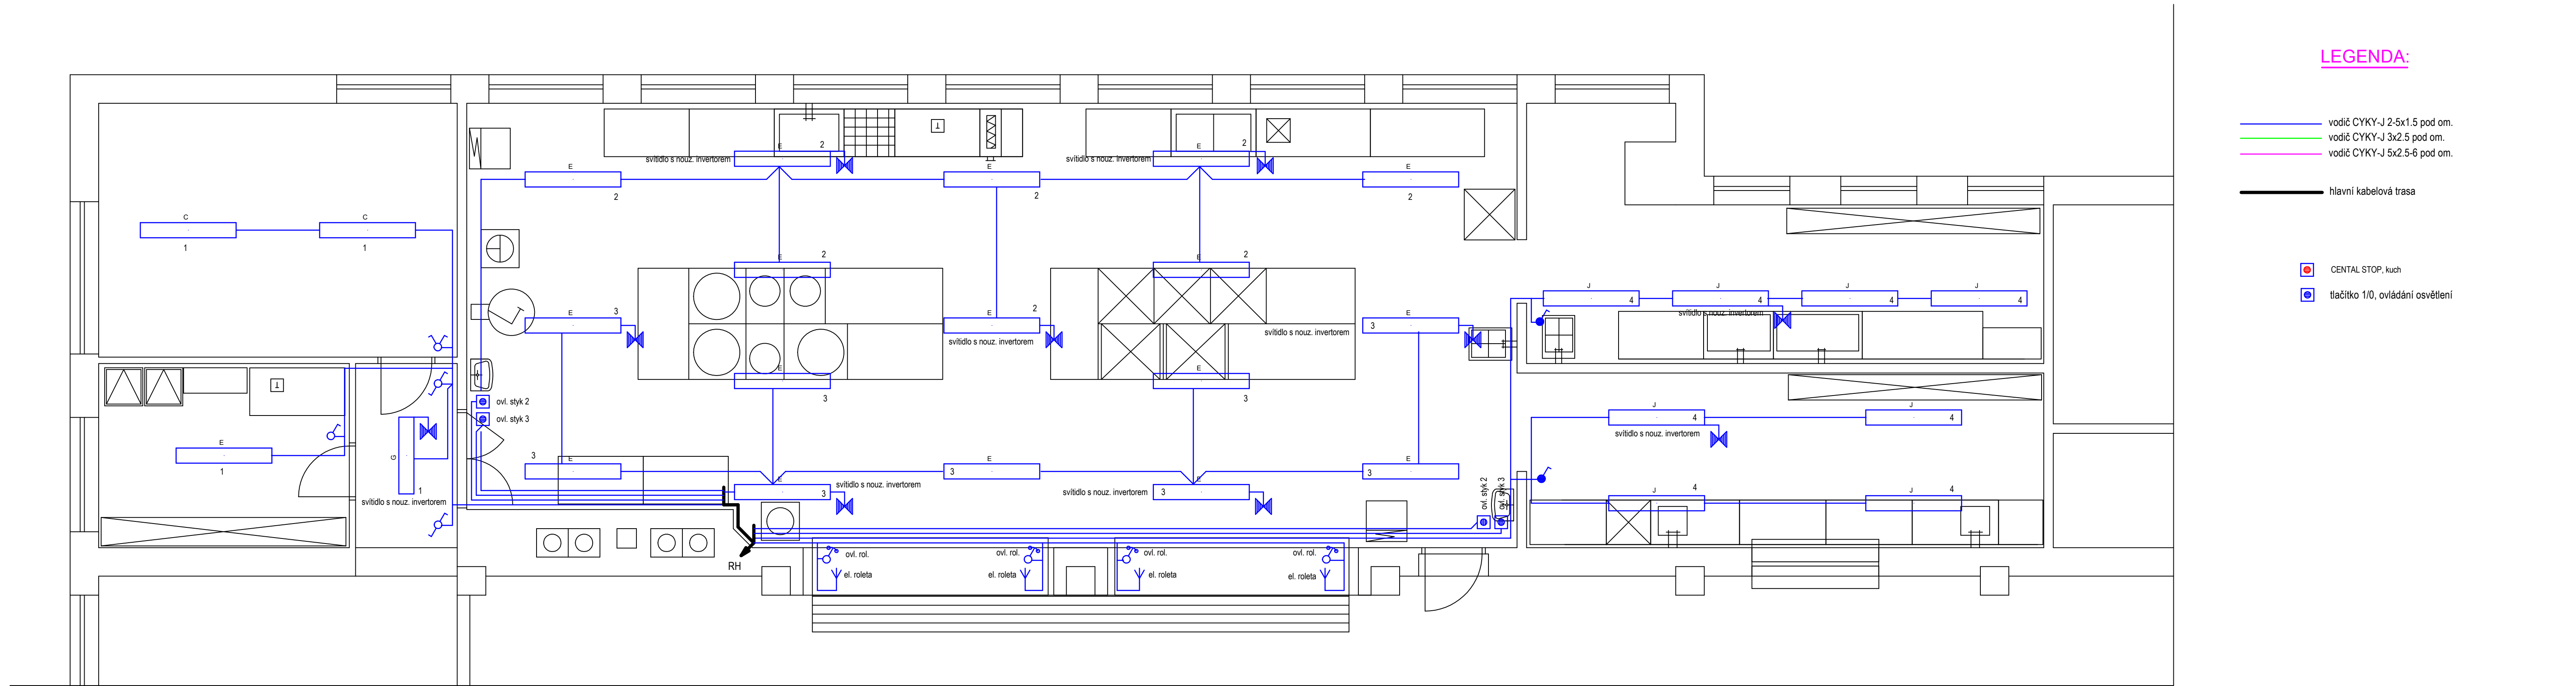 LEGENDA:
vodič CYKY-J 2-5x1.5 pod om.
vodič CYKY-J 3x2.5 pod om.
vodič CYKY-J 5x2.5-6 pod om.
hlavní kabelová trasa
CENTAL STOP, kuch
tlačítko 1/0, ovládání osvětlení
E
2
svítidlo s nouz. invertorem
E
2
svítidlo s nouz. invertorem
E
2
E
2
E
2
C
1
C
1
E
2
E
2
E
3
E
2
svítidlo s nouz. invertorem
E
3
svítidlo s nouz. invertorem
J
4
J
4
J
4
J
4
svítidlo s nouz. invertorem
E
3
E
3
ovl. styk 2
ovl. styk 3
J
4
J
4
svítidlo s nouz. invertorem
E
1
G
1
svítidlo s nouz. invertorem
E
3
E
3
E
3
E
3
svítidlo s nouz. invertorem
E
3
svítidlo s nouz. invertorem
ovl. styk 2
ovl. styk 3
J
4
J
RH
ovl. rol.
el. roleta
ovl. rol.
el. roleta
ovl. rol.
el. roleta
ovl. rol.
el. roleta